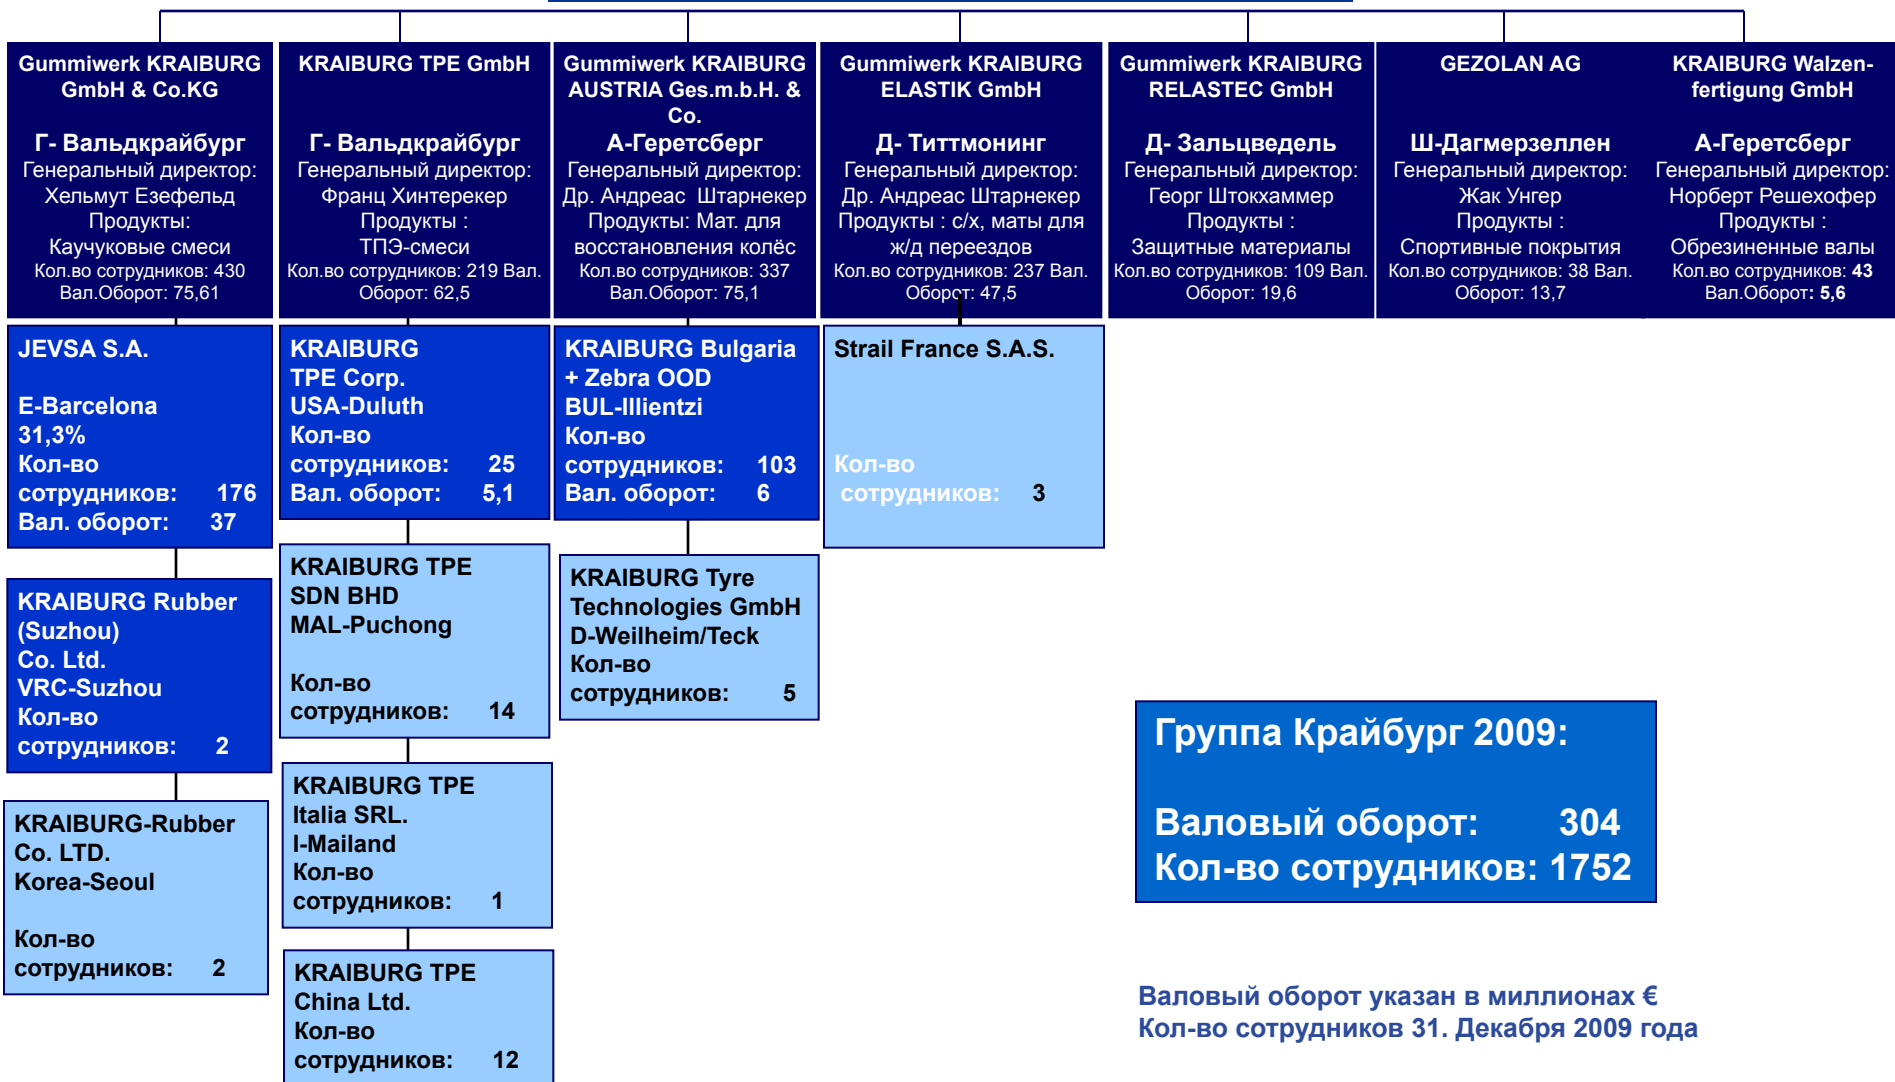 Gummiwerk KRAIBURG
GmbH & Co.KG
Г- Вальдкрайбург
Генеральный директор:
Хельмут Езефельд
Продукты:
Каучуковые смеси
Кол.во сотрудников: 430
Вал.Оборот: 75,61
KRAIBURG TPE GmbH
Г- Вальдкрайбург
Генеральный директор:
Франц Хинтерекер
Продукты :
ТПЭ-смеси
Кол.во сотрудников: 219 Вал.
Оборот: 62,5
Gummiwerk KRAIBURG
AUSTRIA Ges.m.b.H. &
Co.
А-Геретсберг
Генеральный директор:
Др. Андреас Штарнекер
Продукты: Мат. для
восстановления колёс
Кол.во сотрудников: 337
Вал.Оборот: 75,1
Gummiwerk KRAIBURG
ELASTIK GmbH
Д- Титтмонинг
Генеральный директор:
Др. Андреас Штарнекер
Продукты : с/х, маты для
ж/д переездов
Кол.во сотрудников: 237 Вал.
Оборот: 47,5
Gummiwerk KRAIBURG
RELASTEC GmbH
Д- Зальцведель
Генеральный директор:
Георг Штокхаммер
Продукты :
Защитные материалы
Кол.во сотрудников: 109 Вал.
Оборот: 19,6
GEZOLAN AG
Ш-Дагмерзеллен
Генеральный директор:
Жак Унгер
Продукты :
Спортивные покрытия
Кол.во сотрудников: 38 Вал.
Оборот: 13,7
KRAIBURG Walzen-
fertigung GmbH
А-Геретсберг
Генеральный директор:
Норберт Решехофер
Продукты :
Обрезиненные валы
Кол.во сотрудников: 43
Вал.Оборот: 5,6
JEVSA S.A.
E-Barcelona
31,3%
Кол-во
сотрудников: 176
Вал. оборот: 37
KRAIBURG Rubber
(Suzhou)
Co. Ltd.
VRC-Suzhou
Кол-во
сотрудников: 2
KRAIBURG-Rubber
Co. LTD.
Korea-Seoul
Кол-во
сотрудников: 2
KRAIBURG
TPE Corp.
USA-Duluth
Кол-во
сотрудников: 25
Вал. оборот: 5,1
KRAIBURG TPE
SDN BHD
MAL-Puchong
Кол-во
сотрудников: 14
KRAIBURG TPE
Italia SRL.
I-Mailand
Кол-во
сотрудников: 1
KRAIBURG TPE
China Ltd.
Кол-во
сотрудников: 12
KRAIBURG Bulgaria
+ Zebra OOD
BUL-Illientzi
Кол-во
сотрудников: 103
Вал. оборот: 6
KRAIBURG Tyre
Technologies GmbH
D-Weilheim/Teck
Кол-во
сотрудников: 5
Strail France S.A.S.
Кол-во
сотрудников: 3
Группа Крайбург 2009:
Валовый оборот: 304
Кол-во сотрудников: 1752
Валовый оборот указан в миллионах €
Кол-во сотрудников 31. Декабря 2009 года